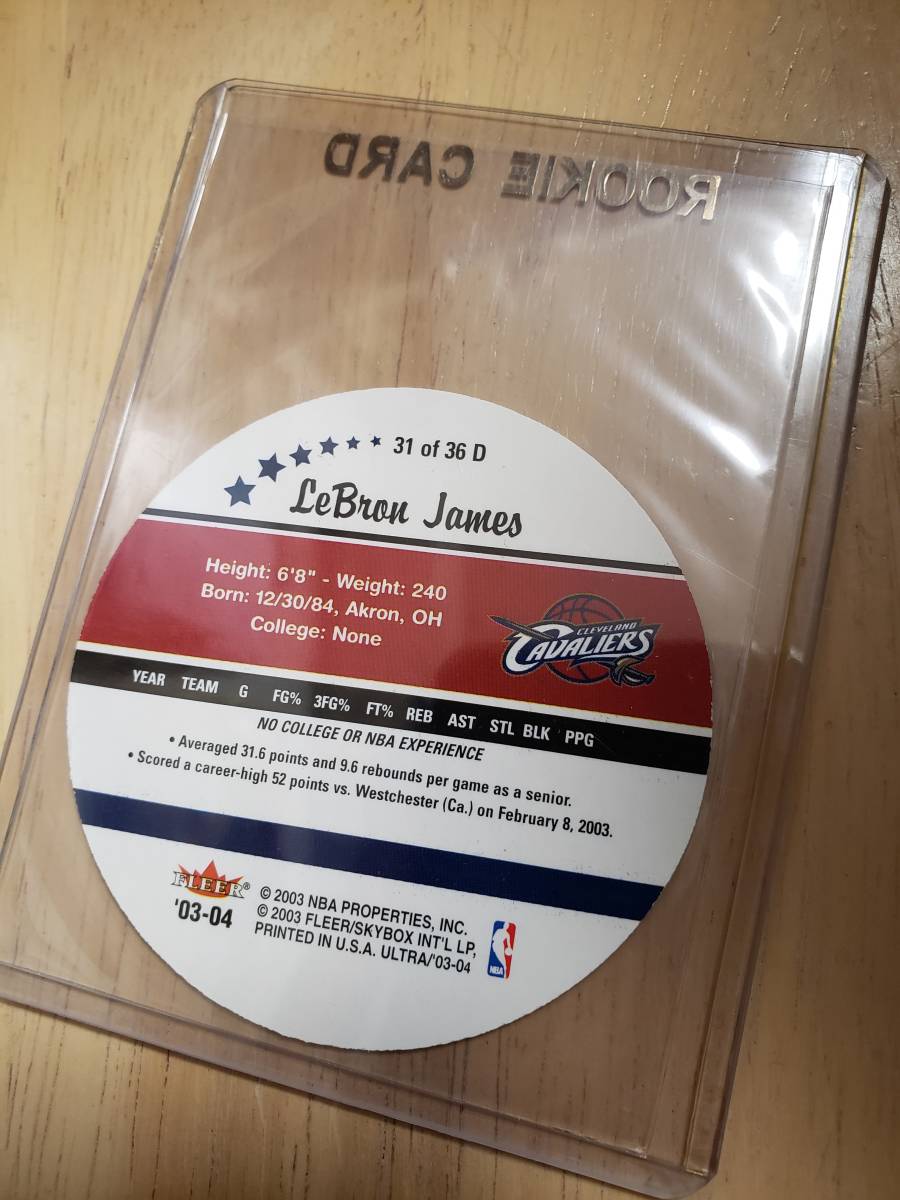 ROOKIE CARD
31 of 36 D
LeBron James
Height: 6'8" - Weight: 240
Born: 12/30/84, Akron, OH
College: None
CLEVELAND
CAVALIERS
YEAR TEAM G FG% 3FG% FT% REB AST STL BLK PPG
NO COLLEGE OR NBA EXPERIENCE
• Averaged 31.6 points and 9.6 rebounds per game as a senior.
• Scored a career-high 52 points vs. Westchester (Ca.) on February 8, 2003.
FLEER®
'03-04
© 2003 NBA PROPERTIES, INC.
© 2003 FLEER/SKYBOX INT'L LP,
PRINTED IN U.S.A. ULTRA/'03-04
NBA